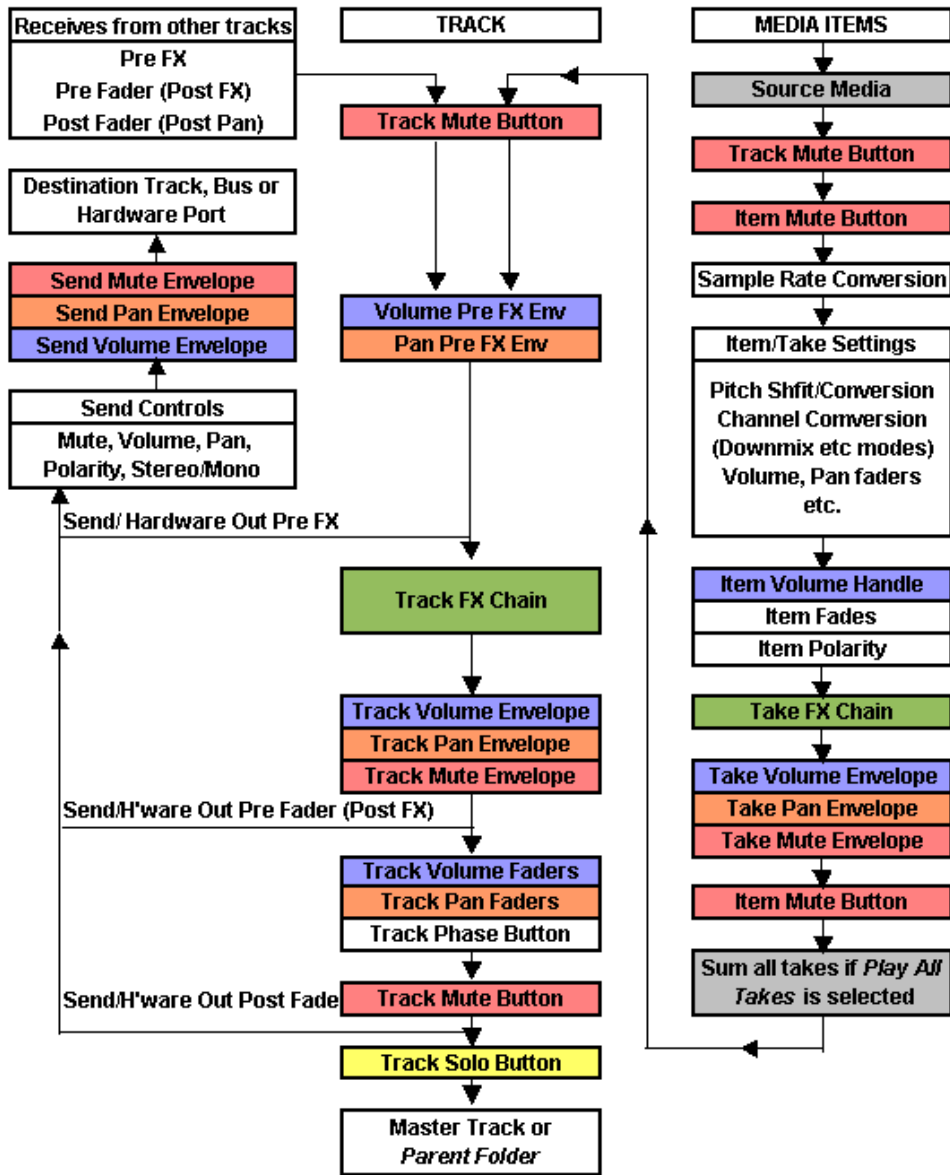 Receives from other tracks
Pre FX
Pre Fader (Post FX)
Post Fader (Post Pan)
Destination Track, Bus or
Hardware Port
Send Mute Envelope
Send Pan Envelope
Send Volume Envelope
Send Controls
Mute, Volume, Pan,
Polarity, Stereo/Mono
Send/ Hardware Out Pre FX
Send/H'ware Out Pre Fader (Post FX)
Send/H'ware Out Post Fade
TRACK
Track Mute Button
Volume Pre FX Env
Pan Pre FX Env
Track FX Chain
Track Volume Envelope
Track Pan Envelope
Track Mute Envelope
Track Volume Faders
Track Pan Faders
Track Phase Button
Track Mute Button
Track Solo Button
Master Track or
Parent Folder
MEDIA ITEMS
Source Media
Track Mute Button
Item Mute Button
Sample Rate Conversion
Item/Take Settings
Pitch Shfit/Conversion
Channel Comversion
(Downmix etc modes)
Volume, Pan faders
etc.
Item Volume Handle
Item Fades
Item Polarity
Take FX Chain
Take Volume Envelope
Take Pan Envelope
Take Mute Envelope
Item Mute Button
Sum all takes if Play All
Takes is selected